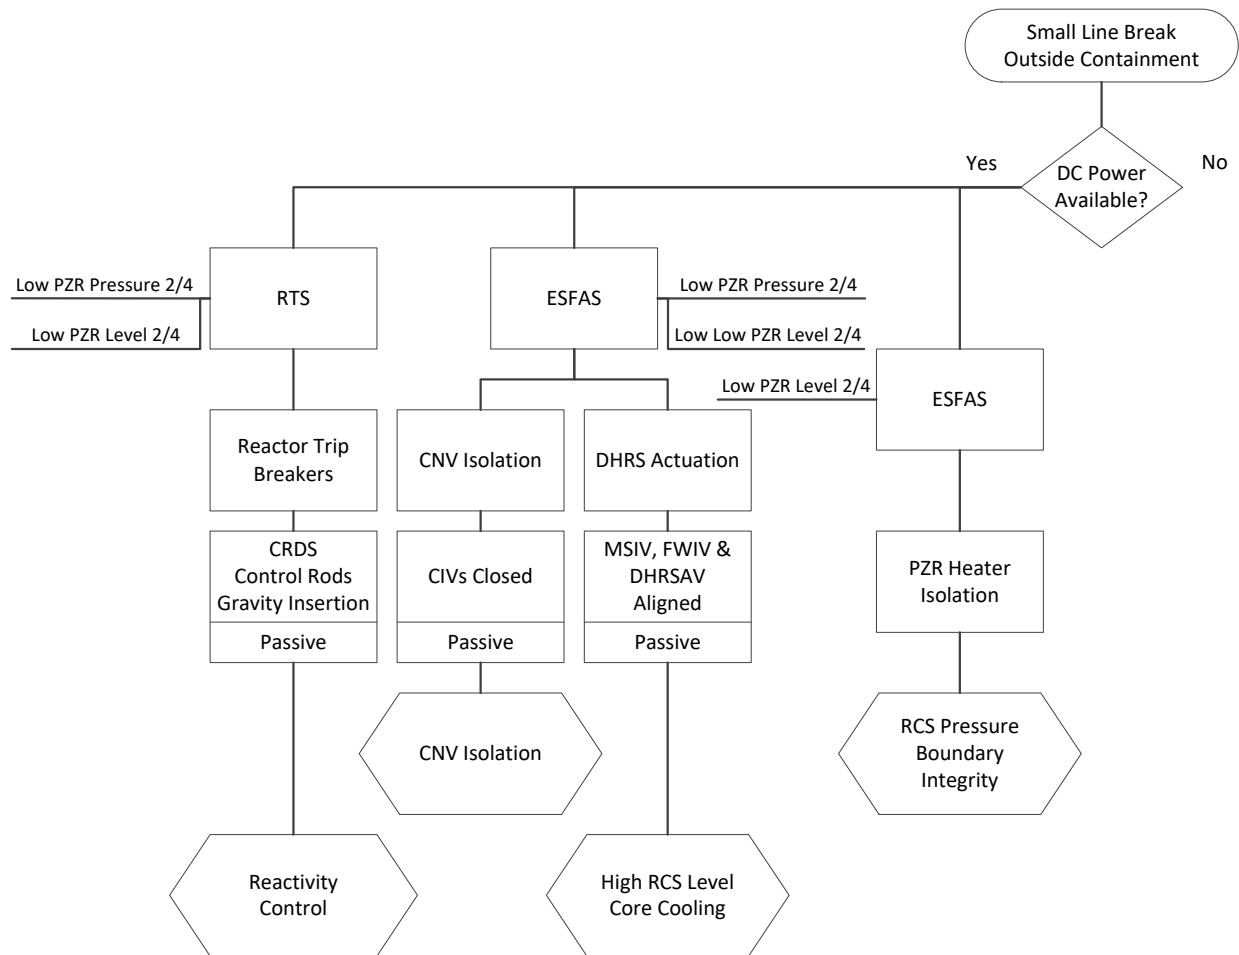 Small Line Break
Outside Containment
Yes
No
DC Power
Available?
Low PZR Pressure 2/4
Low PZR Level 2/4
RTS
ESFAS
Low PZR Pressure 2/4
Low Low PZR Level 2/4
Low PZR Level 2/4
ESFAS
Reactor Trip
Breakers
CNV Isolation
DHRS Actuation
CRDS
Control Rods
Gravity Insertion
Passive
CIVs Closed
Passive
MSIV, FWIV &
DHRSAV
Aligned
Passive
PZR Heater
Isolation
CNV Isolation
RCS Pressure
Boundary
Integrity
Reactivity
Control
High RCS Level
Core Cooling